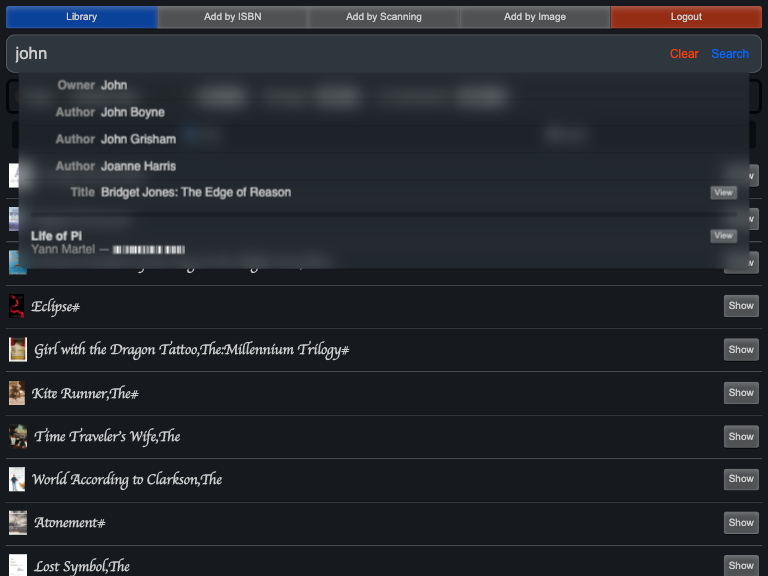 Library Add by ISBN Add by Scanning Add by Image Logout
john Clear Search
Owner John
Author John Boyne
Author John Grisham
Author Joanne Harris
Title Bridget Jones: The Edge of Reason View
Life of Pi View
Yann Martel —
Eclipse# Show
Girl with the Dragon Tattoo,The:Millennium Trilogy# Show
Kite Runner,The# Show
Time Traveler's Wife,The Show
World According to Clarkson,The Show
Atonement# Show
Lost Symbol,The Show